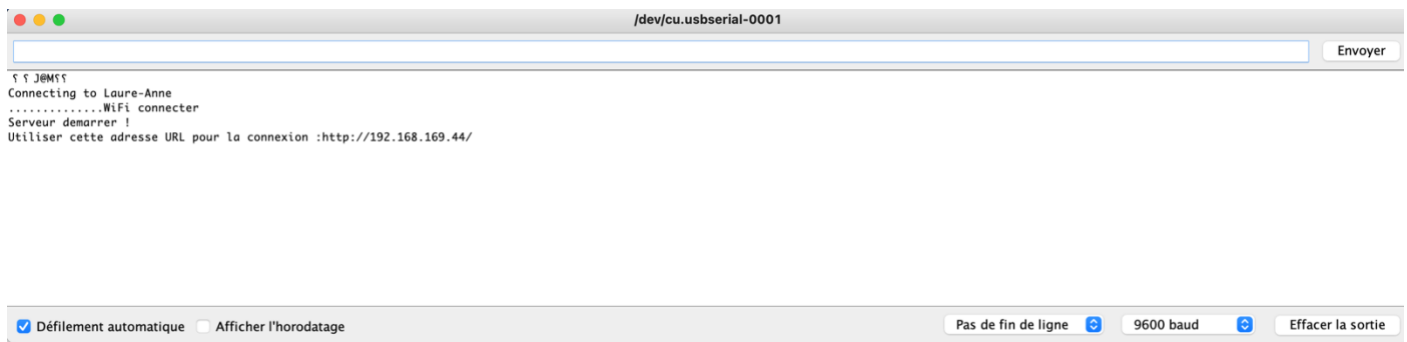 /dev/cu.usbserial-0001
Envoyer
⸮ ⸮ J@M⸮⸮
Connecting to Laure-Anne
..............WiFi connecter
Serveur demarrer !
Utiliser cette adresse URL pour la connexion :http://192.168.169.44/
Défilement automatique Afficher l'horodatage Pas de fin de ligne 9600 baud Effacer la sortie